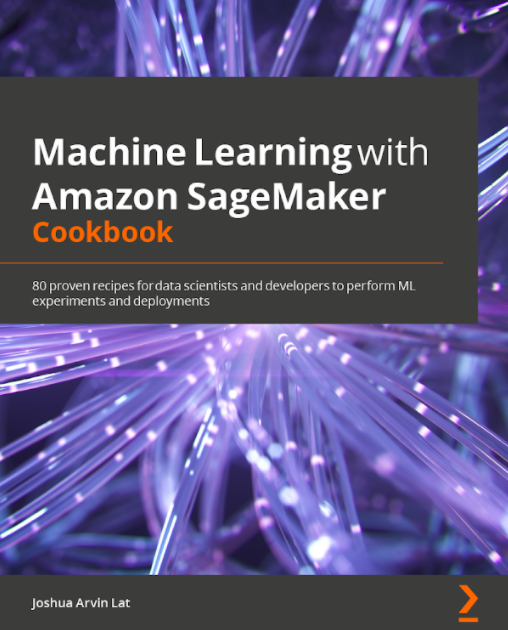 Machine Learning with
Amazon SageMaker
Cookbook
80 proven recipes for data scientists and developers to perform ML
experiments and deployments
Joshua Arvin Lat